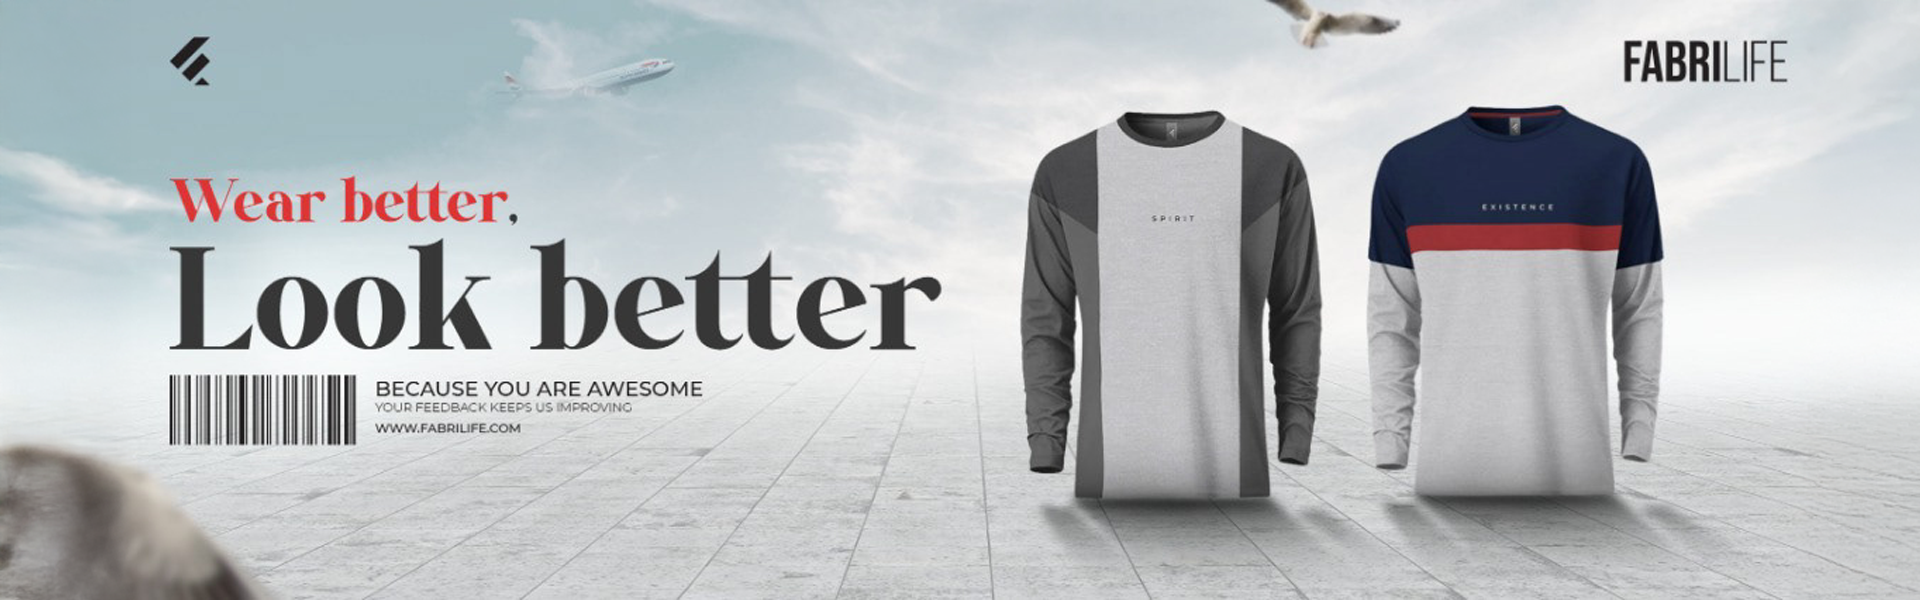 FABRILIFE
Wear better,
Look better
BECAUSE YOU ARE AWESOME
YOUR FEEDBACK KEEPS US IMPROVING
WWW.FABRILIFE.COM
SPIRIT
EXISTENCE